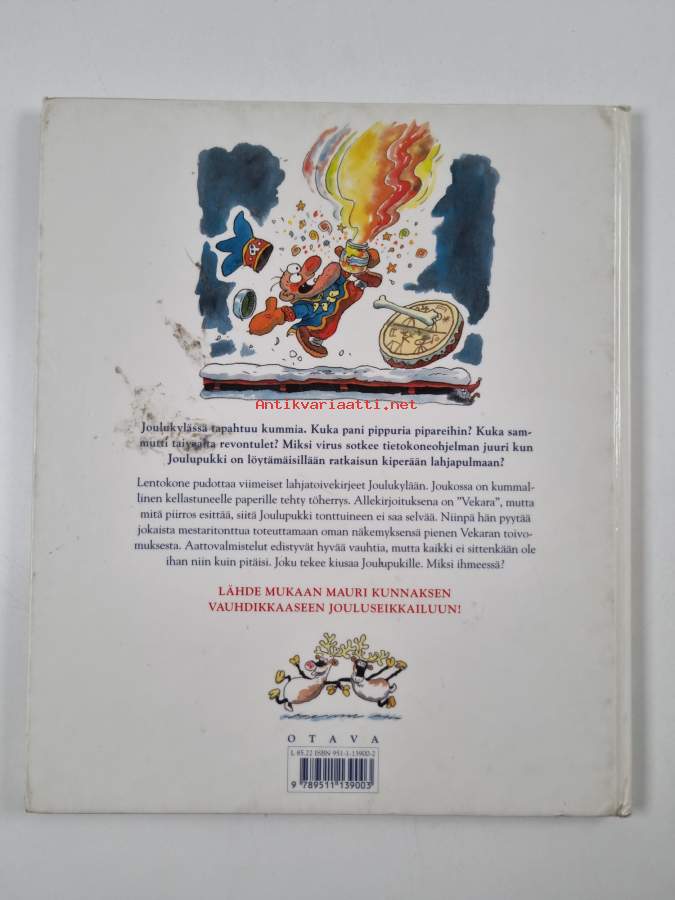 Antikvariaatti.net
Joulukylässä tapahtuu kummia. Kuka pani pippuria pipareihin? Kuka sam-
mutti taivaalta revontulet? Miksi virus sotkee tietokoneohjelman juuri kun
Joulupukki on löytämäisillään ratkaisun kiperään lahjapulmaan?
Lentokone pudottaa viimeiset lahjatoivekirjeet Joulukylään. Joukossa on kummal-
linen kellastuneelle paperille tehty töherrys. Allekirjoituksena on "Vekara", mutta
mitä piirros esittää, siitä Joulupukki tonttuineen ei saa selvää. Niinpä hän pyytää
jokaista mestaritonttua toteuttamaan oman näkemyksensä pienen Vekaran toivo-
muksesta. Aattovalmistelut edistyvät hyvää vauhtia, mutta kaikki ei sittenkään ole
ihan niin kuin pitäisi. Joku tekee kiusaa Joulupukille. Miksi ihmeessä?
LÄHDE MUKAAN MAURI KUNNAKSEN
VAUHDIKKAASEEN JOULUSEIKKAILUUN!
OTAVA
L 85.22 ISBN 951-1-13900-2
9 789511 139003